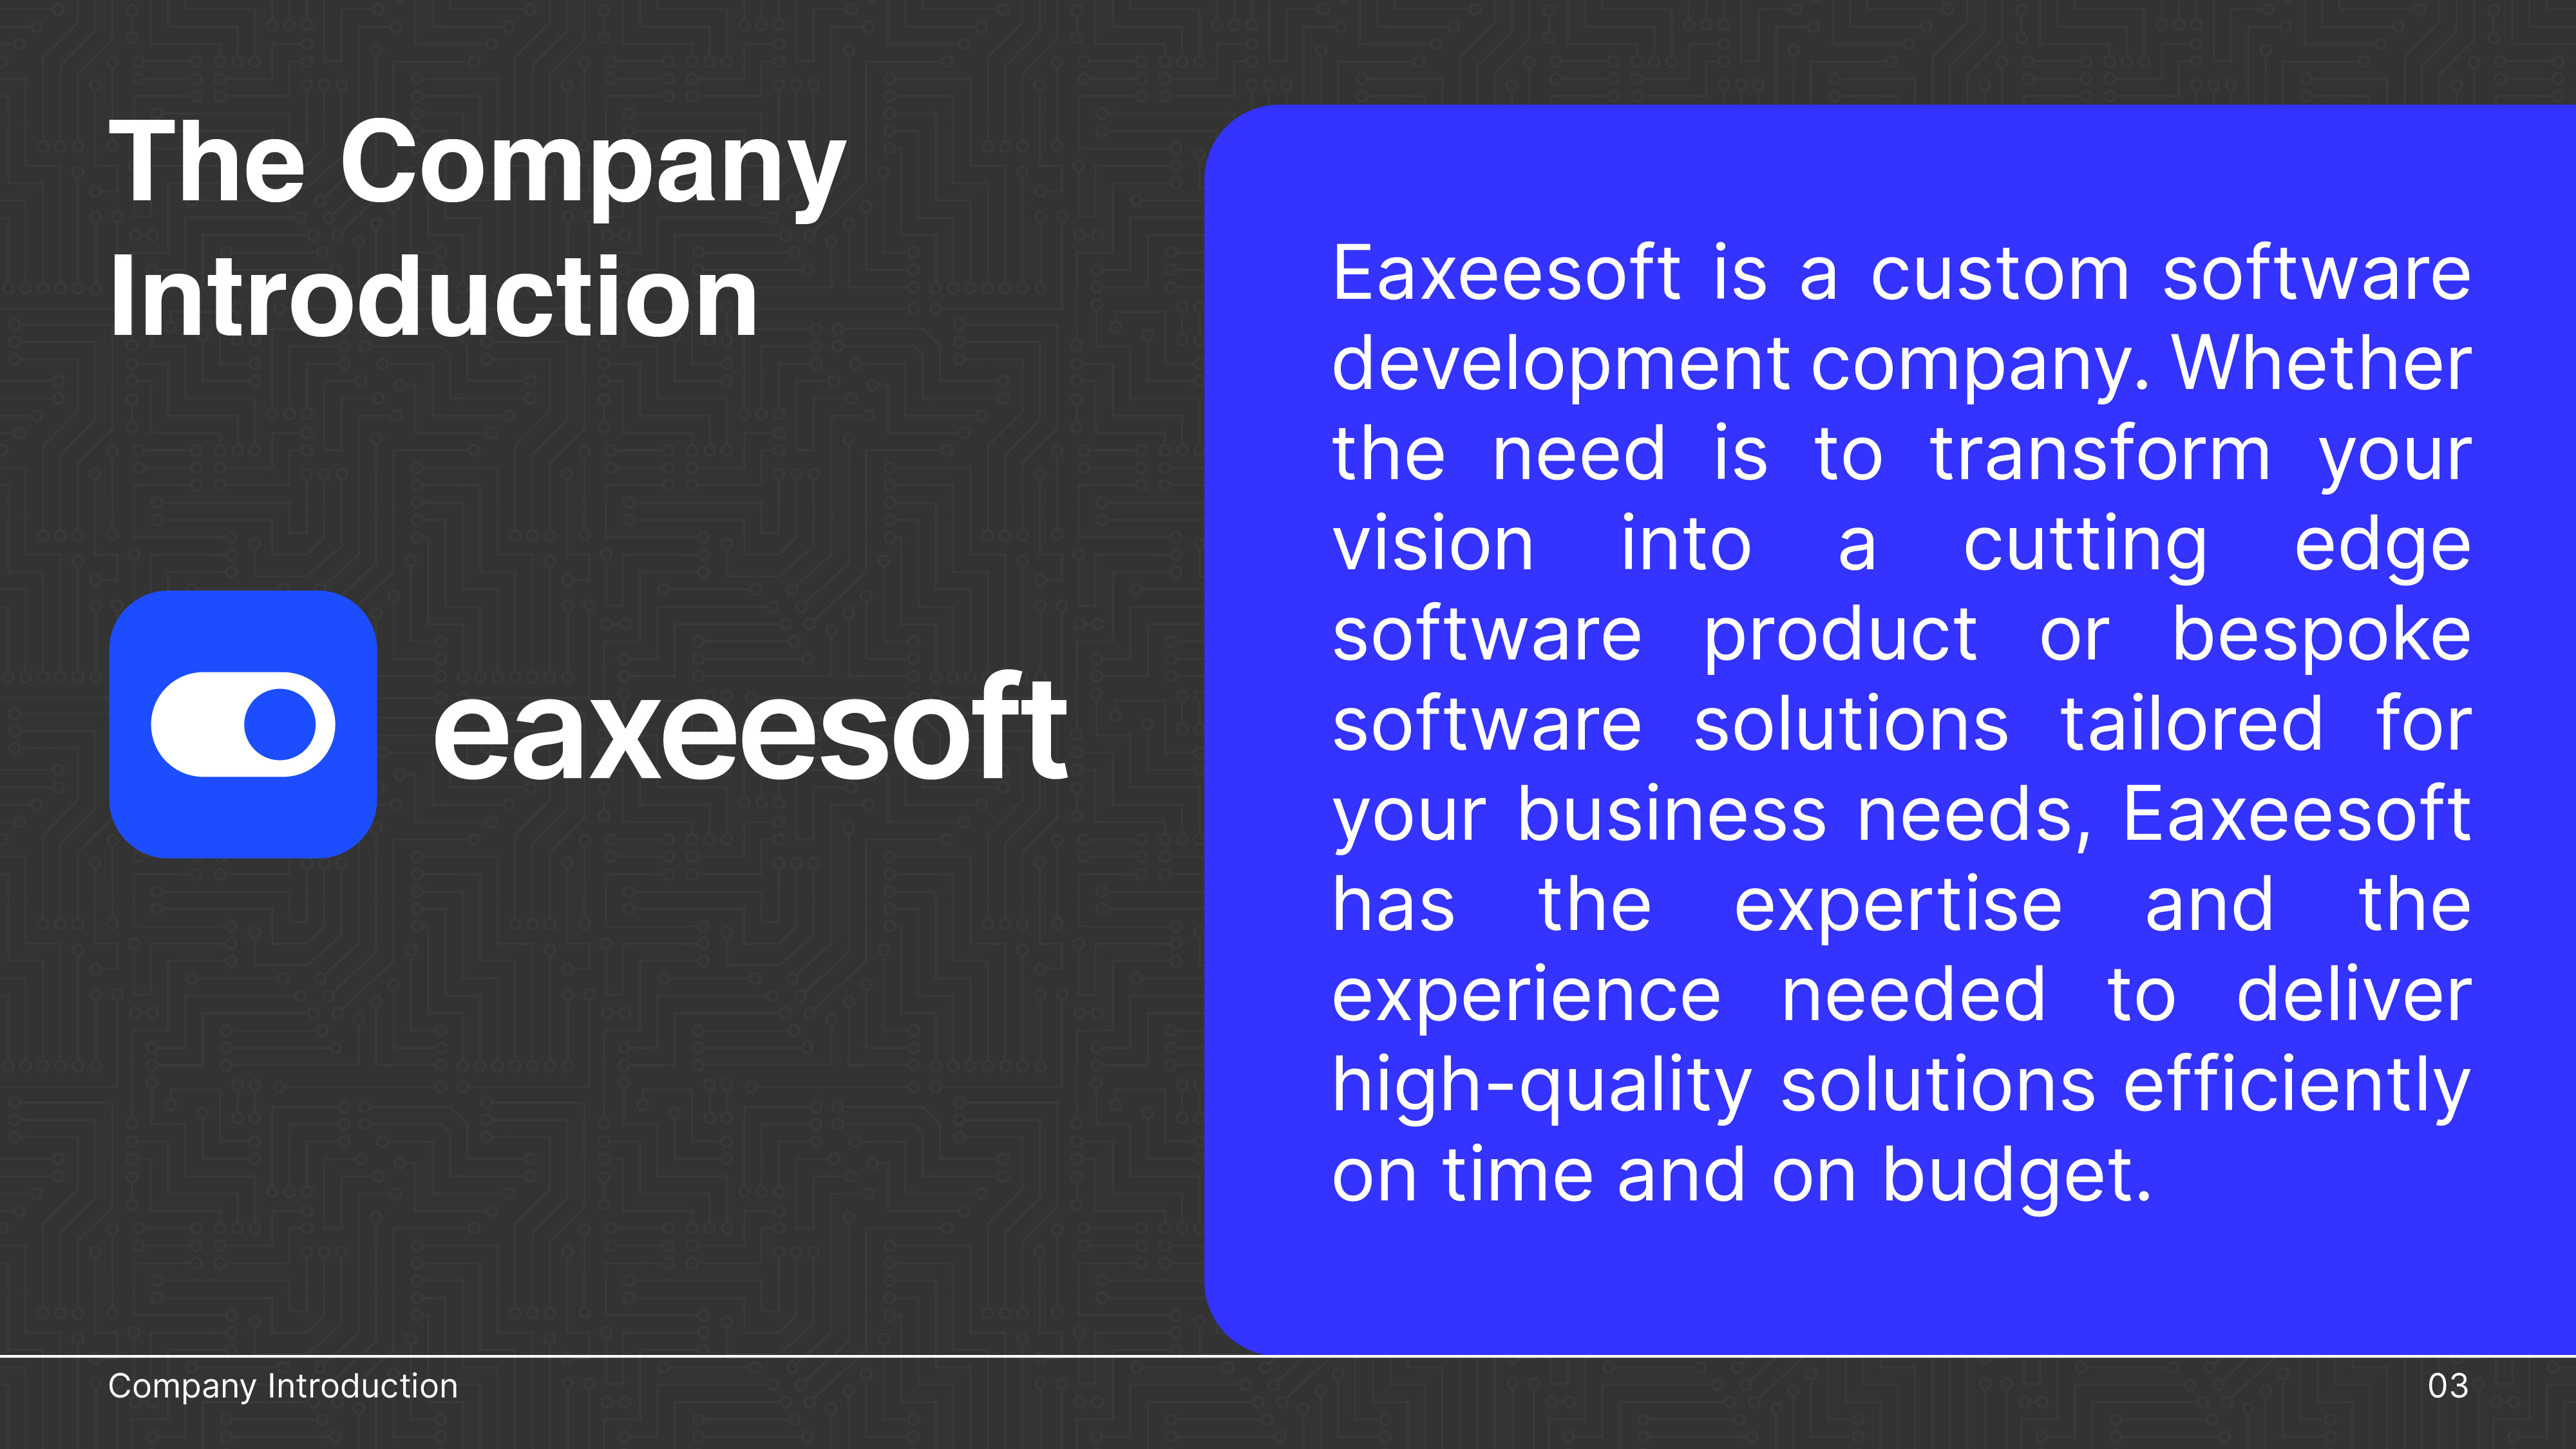 The Company
Introduction
eaxeesoft
Eaxeesoft is a custom software
development company. Whether
the need is to transform your
vision into a cutting edge
software product or bespoke
software solutions tailored for
your business needs, Eaxeesoft
has the expertise and the
experience needed to deliver
high-quality solutions efficiently
on time and on budget.
Company Introduction
03